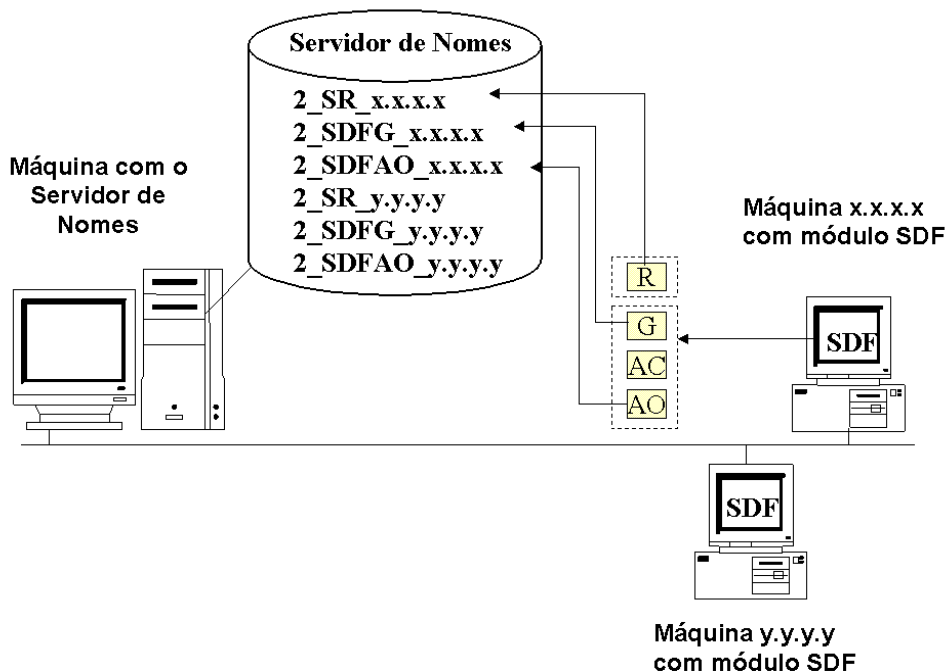 Servidor de Nomes
2_SR_x.x.x.x
2_SDFG_x.x.x.x
2_SDFAO_x.x.x.x
2_SR_y.y.y.y
2_SDFG_y.y.y.y
2_SDFAO_y.y.y.y
Máquina com o
Servidor de
Nomes
Máquina x.x.x.x
com módulo SDF
R
G
AC
AO
SDF
SDF
Máquina y.y.y.y
com módulo SDF